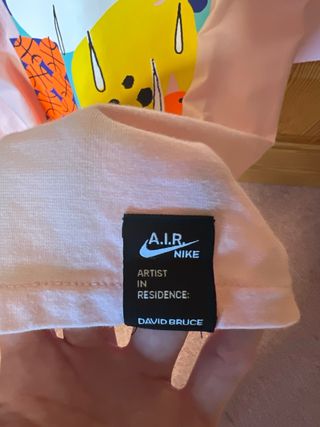 A.I.R.
NIKE
ARTIST
IN
RESIDENCE:
DAVID BRUCE